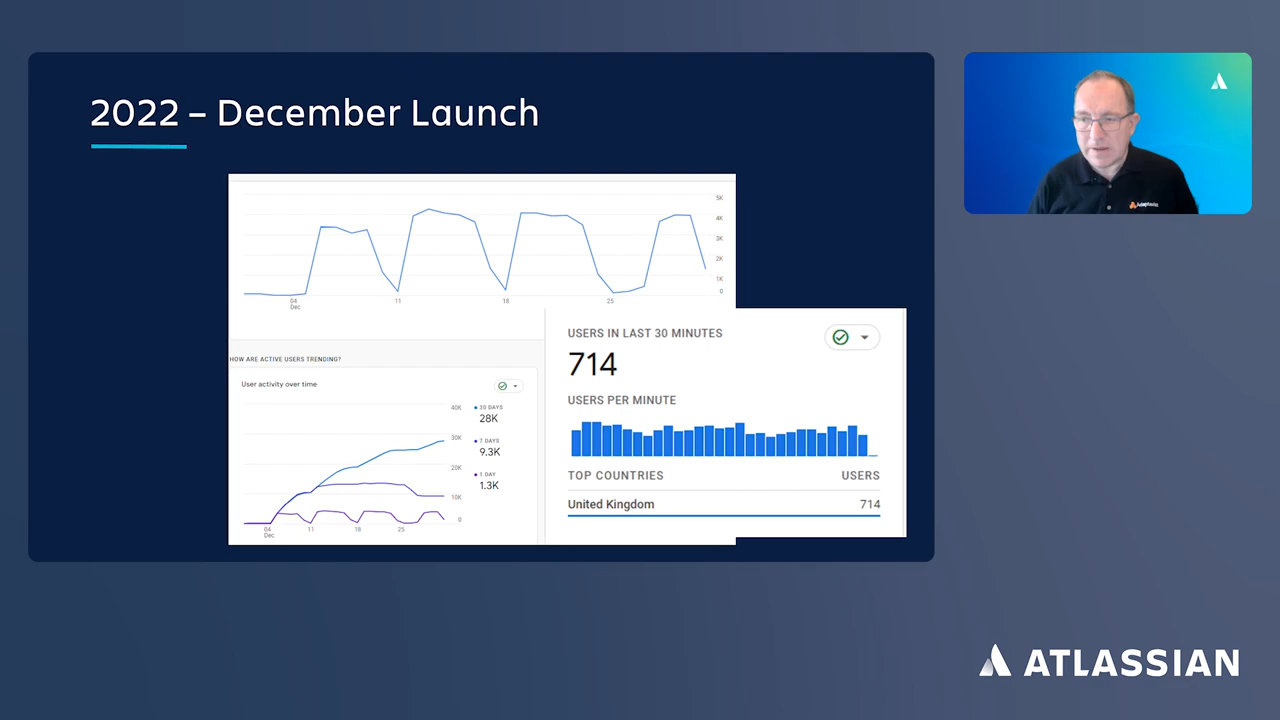 2022 – December Launch
5K
4K
3K
2K
1K
0
04
Dec
11
18
25
HOW ARE ACTIVE USERS TRENDING?
User activity over time
40K
30K
20K
10K
0
30 DAYS
28K
7 DAYS
9.3K
1 DAY
1.3K
04
Dec
11
18
25
USERS IN LAST 30 MINUTES
714
USERS PER MINUTE
TOP COUNTRIES USERS
United Kingdom 714
ATLASSIAN